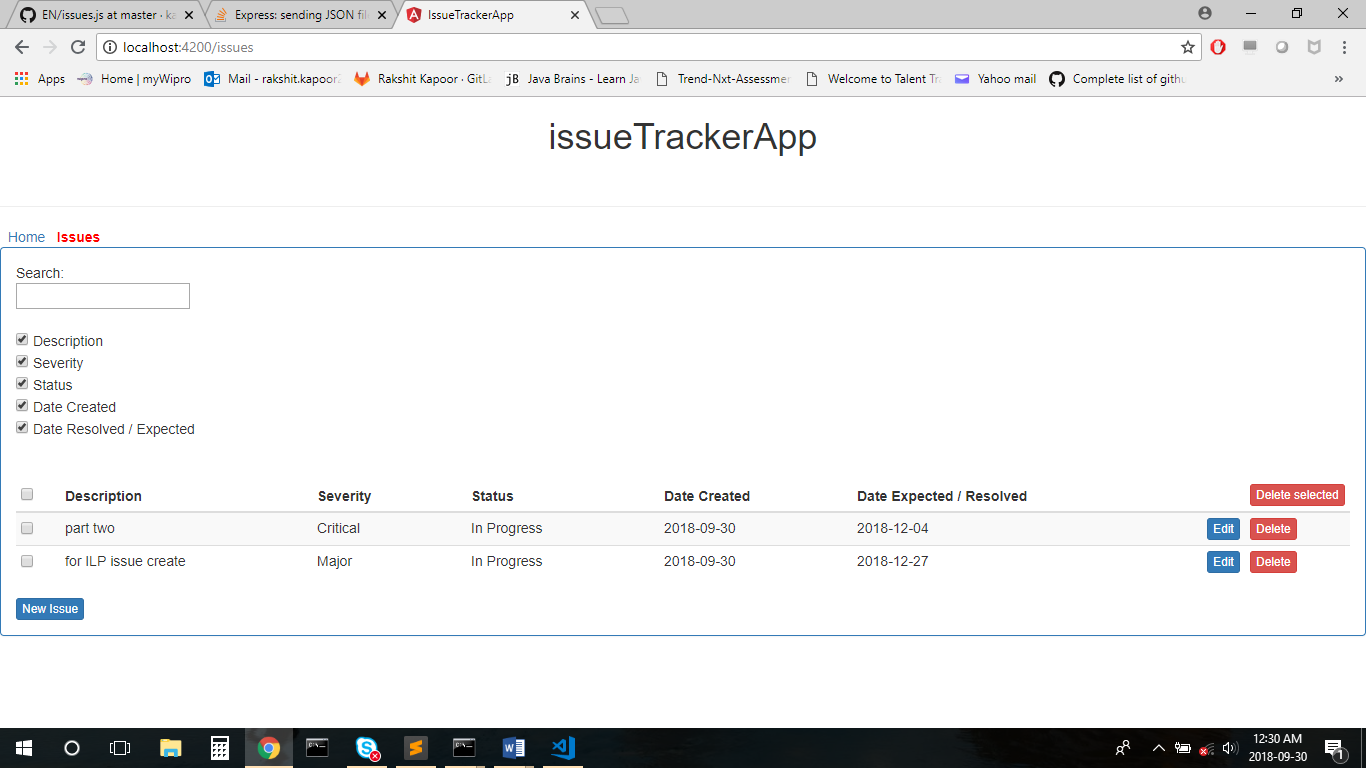 EN/issues.js at master · ka
Express: sending JSON file
IssueTrackerApp
localhost:4200/issues
Apps
Home | myWipro
Mail - rakshit.kapoor
Rakshit Kapoor · GitL
jB Java Brains - Learn Ja
Trend-Nxt-Assessmen
Welcome to Talent Tr
Yahoo mail
Complete list of githu
»
issueTrackerApp
Home Issues
Search:
Description
Severity
Status
Date Created
Date Resolved / Expected
Description Severity Status Date Created Date Expected / Resolved Delete selected
part two Critical In Progress 2018-09-30 2018-12-04 Edit Delete
for ILP issue create Major In Progress 2018-09-30 2018-12-27 Edit Delete
New Issue
12:30 AM
2018-09-30
1